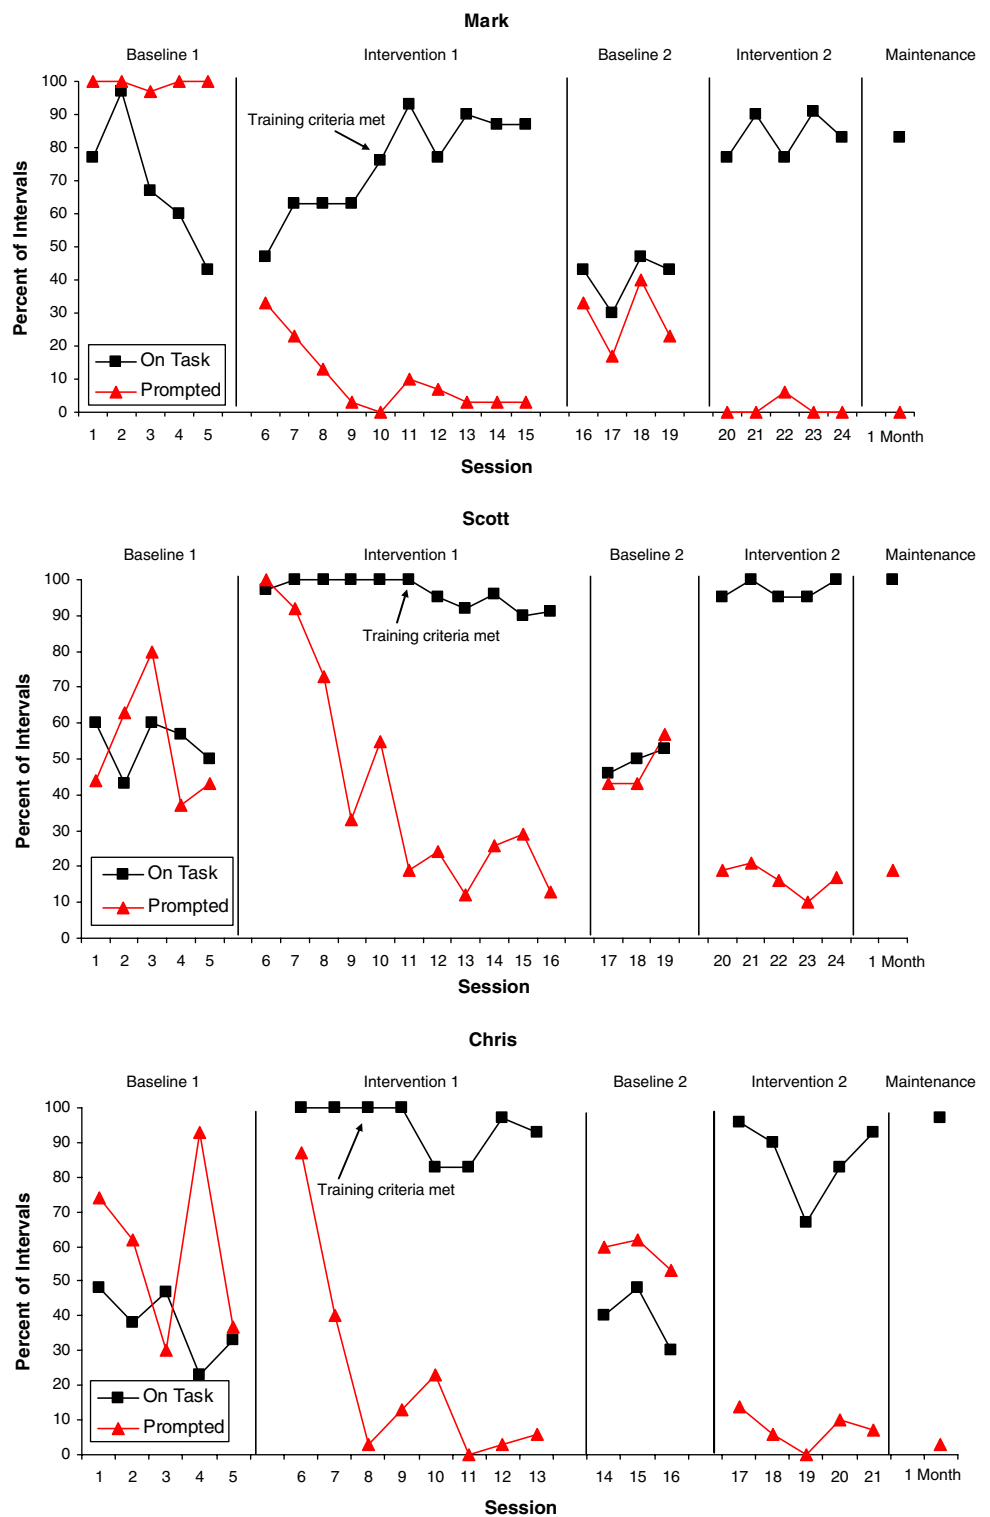 Mark
Baseline 1 Intervention 1 Baseline 2 Intervention 2 Maintenance
100
90
80
70
60
50
40
30
20
10
0
Percent of Intervals
Training criteria met
On Task
Prompted
1 2 3 4 5 6 7 8 9 10 11 12 13 14 15 16 17 18 19 20 21 22 23 24 1 Month
Session
Scott
Baseline 1 Intervention 1 Baseline 2 Intervention 2 Maintenance
100
90
80
70
60
50
40
30
20
10
0
Percent of Intervals
Training criteria met
On Task
Prompted
1 2 3 4 5 6 7 8 9 10 11 12 13 14 15 16 17 18 19 20 21 22 23 24 1 Month
Session
Chris
Baseline 1 Intervention 1 Baseline 2 Intervention 2 Maintenance
100
90
80
70
60
50
40
30
20
10
0
Percent of Intervals
Training criteria met
On Task
Prompted
1 2 3 4 5 6 7 8 9 10 11 12 13 14 15 16 17 18 19 20 21 1 Month
Session